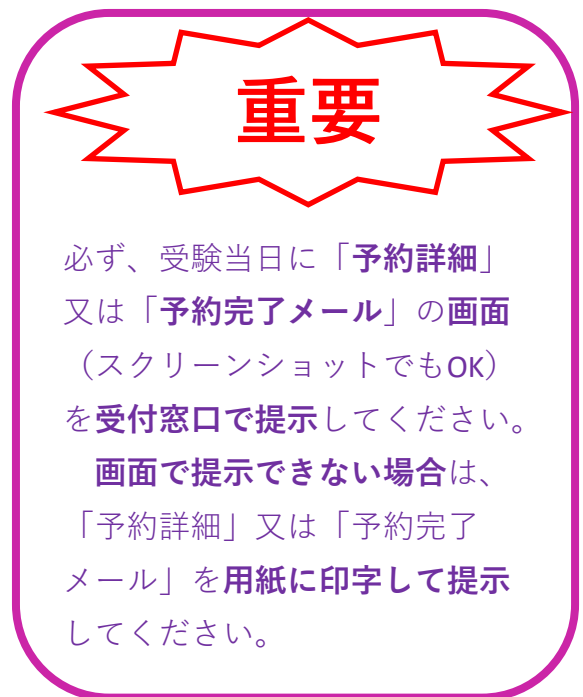 重要
必ず、受験当日に「予約詳細」
又は「予約完了メール」の画面
（スクリーンショットでもOK）
を受付窓口で提示してください。
　画面で提示できない場合は、
「予約詳細」又は「予約完了
メール」を用紙に印字して提示
してください。